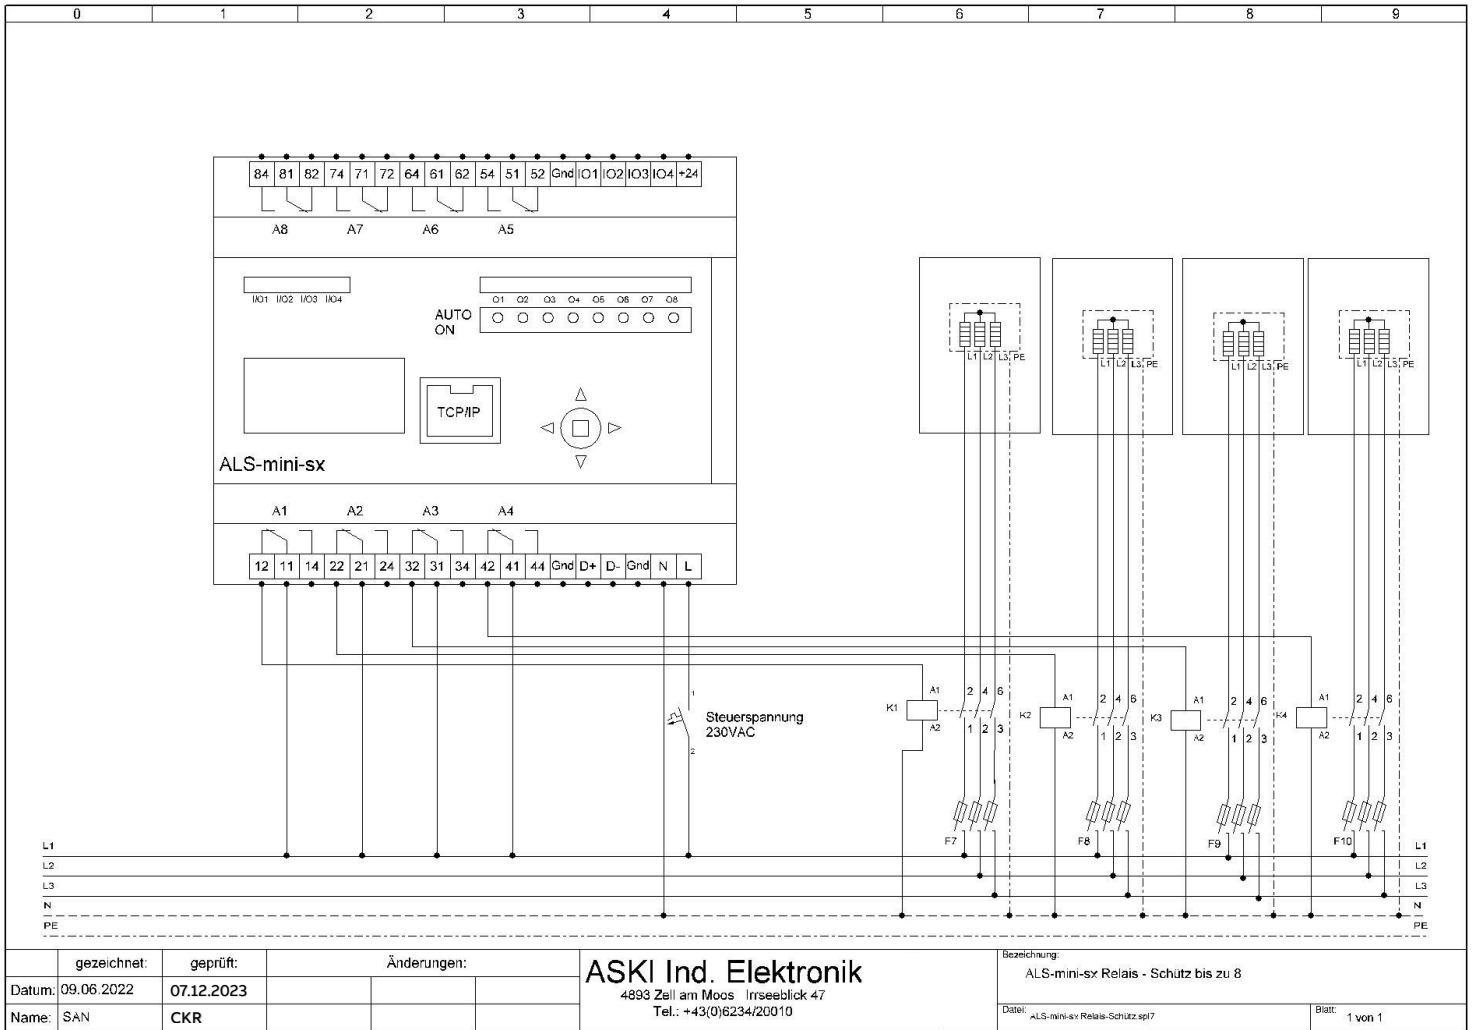 0 1 2 3 4 5 6 7 8 9
84 81 82 74 71 72 64 61 62 54 51 52 Gnd IO1 IO2 IO3 IO4 +24
A8 A7 A6 A5
I/O1 I/O2 I/O3 I/O4
O1 O2 O3 O4 O5 O6 O7 O8
AUTO
ON
TCP/IP
ALS-mini-sx
A1 A2 A3 A4
12 11 14 22 21 24 32 31 34 42 41 44 Gnd D+ D- Gnd N L
L1 L2 L3 PE
L1 L2 L3 PE
L1 L2 L3 PE
L1 L2 L3 PE
1
Steuerspannung
230VAC
2
K1 A1 A2 2 4 6 1 2 3
K2 A1 A2 2 4 6 1 2 3
K3 A1 A2 2 4 6 1 2 3
K4 A1 A2 2 4 6 1 2 3
F7 F8 F9 F10
L1 L1
L2 L2
L3 L3
N N
PE PE
gezeichnet: geprüft: Änderungen:
Datum: 09.06.2022 07.12.2023
Name: SAN CKR
ASKI Ind. Elektronik
4893 Zell am Moos Irrseeblick 47
Tel.: +43(0)6234/20010
Bezeichnung:
ALS-mini-sx Relais - Schütz bis zu 8
Datei: ALS-mini-sx Relais-Schütz.spl7
Blatt: 1 von 1